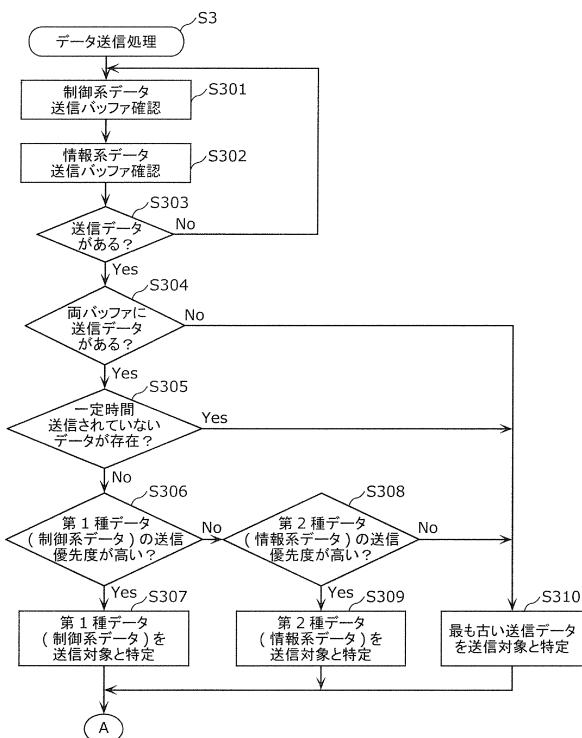 S3
データ送信処理
S301
制御系データ
送信バッファ確認
S302
情報系データ
送信バッファ確認
S303
送信データ
がある？
No
Yes
S304
両バッファに
送信データ
がある？
No
Yes
S305
一定時間
送信されていない
データが存在？
Yes
No
S306
第１種データ
(制御系データ)の送信
優先度が高い？
No
Yes
S308
第２種データ
(情報系データ)の送信
優先度が高い？
No
Yes
S307
第１種データ
(制御系データ)を
送信対象と特定
S309
第２種データ
(情報系データ)を
送信対象と特定
S310
最も古い送信データ
を送信対象と特定
A